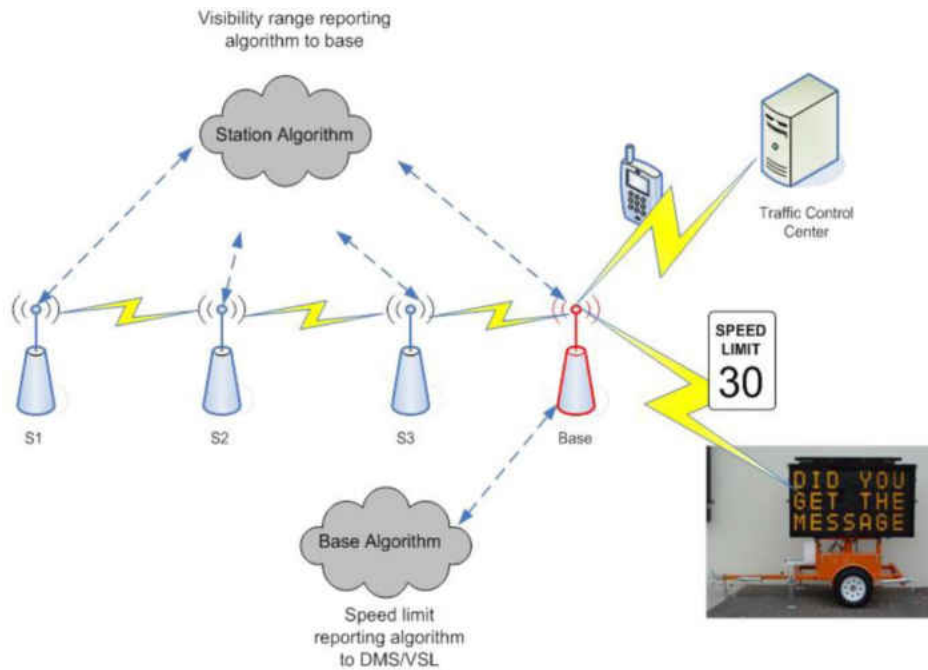 Visibility range reporting
algorithm to base
Station Algorithm
Traffic Control
Center
SPEED
LIMIT
30
S1
S2
S3
Base
DID YOU
GET THE
MESSAGE
Base Algorithm
Speed limit
reporting algorithm
to DMS/VSL